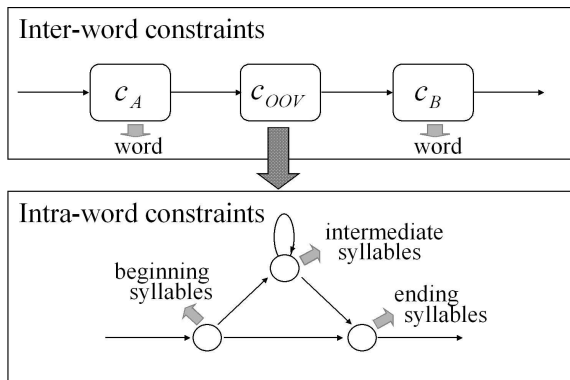 Inter-word constraints
c_A
c_OOV
c_B
word
word
Intra-word constraints
intermediate
syllables
beginning
syllables
ending
syllables